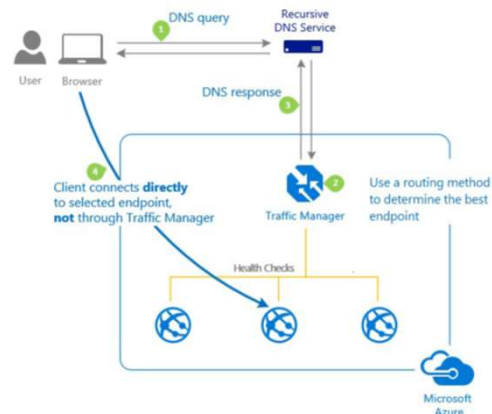 DNS query
Recursive
DNS Service
1
User
Browser
DNS response
3
4
Client connects directly
to selected endpoint,
not through Traffic Manager
2
Use a routing method
to determine the best
endpoint
Traffic Manager
Health Checks
Microsoft
Azure